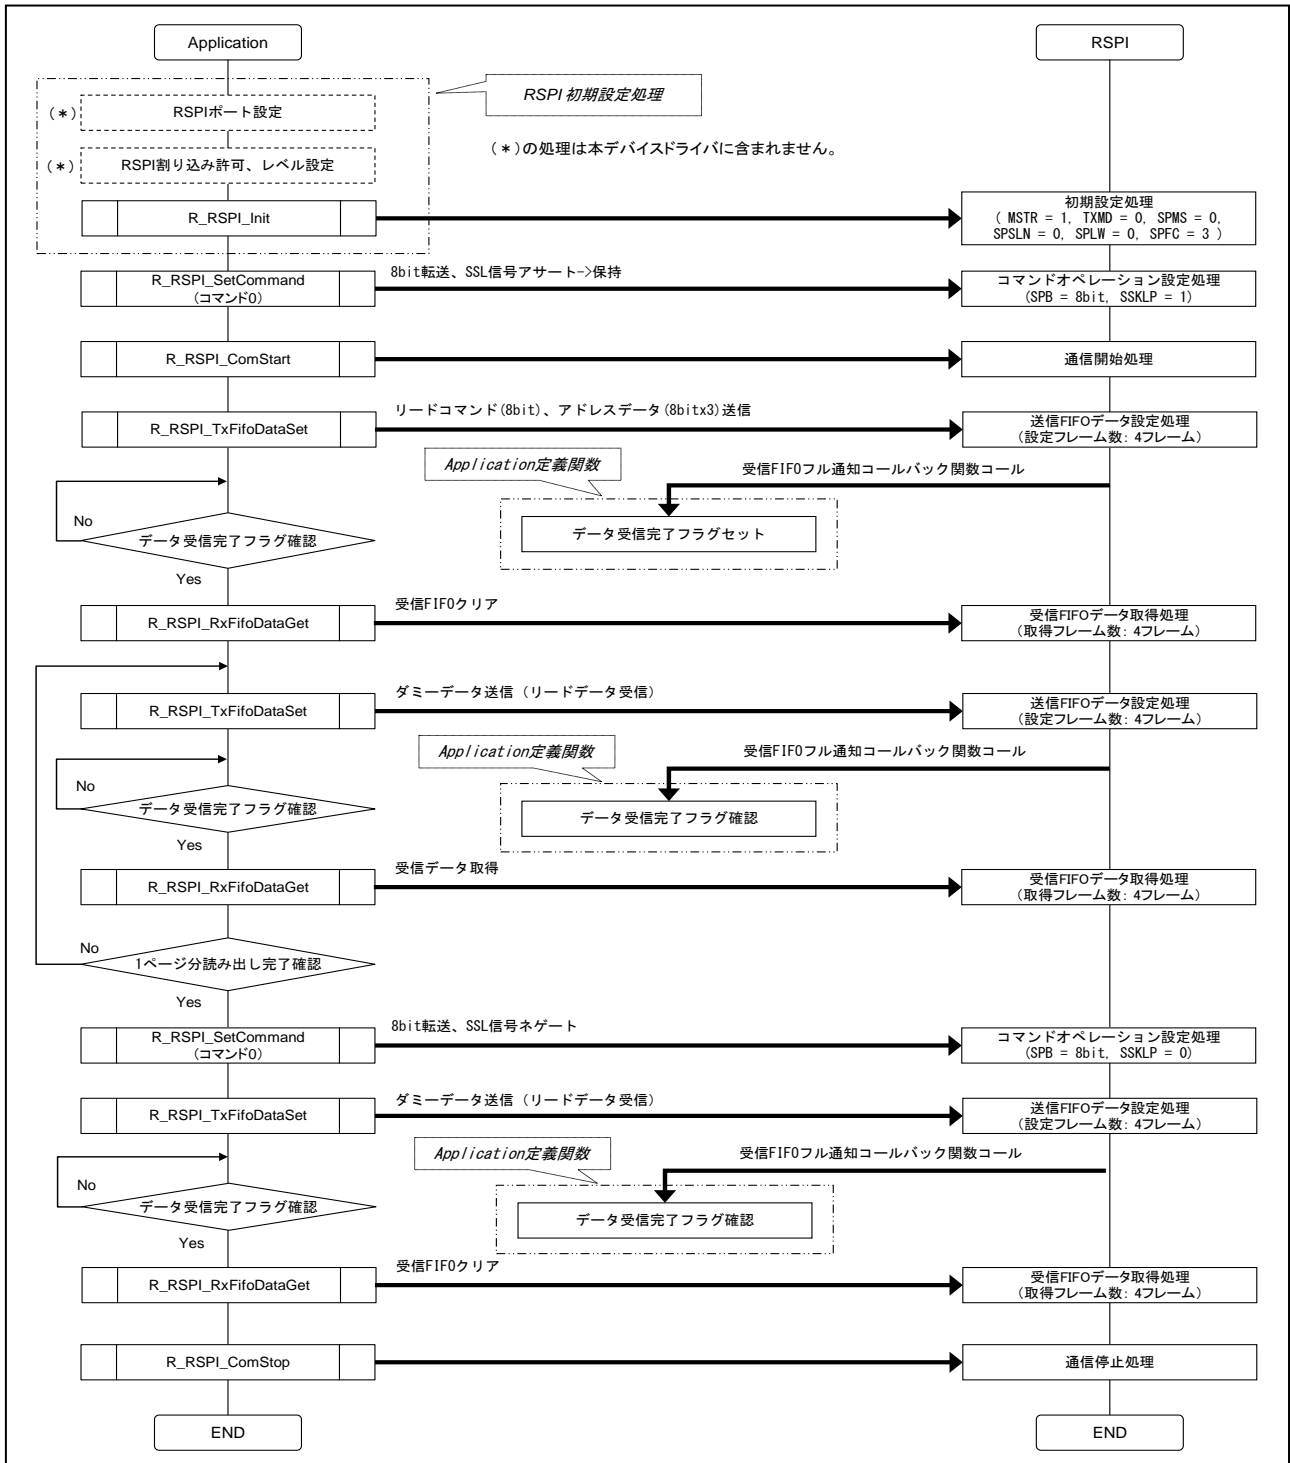 Application
RSPI
RSPI 初期設定処理
(*)
RSPIポート設定
(*)の処理は本デバイスドライバに含まれません。
(*)
RSPI割り込み許可、レベル設定
R_RSPI_Init
初期設定処理
( MSTR = 1, TXMD = 0, SPMS = 0,
SPSLN = 0, SPLW = 0, SPFC = 3 )
8bit転送、SSL信号アサート->保持
R_RSPI_SetCommand
(コマンド0)
コマンドオペレーション設定処理
(SPB = 8bit, SSKLP = 1)
R_RSPI_ComStart
通信開始処理
リードコマンド(8bit)、アドレスデータ(8bitx3)送信
R_RSPI_TxFifoDataSet
送信FIFOデータ設定処理
(設定フレーム数: 4フレーム)
Application定義関数
受信FIFOフル通知コールバック関数コール
No
データ受信完了フラグ確認
データ受信完了フラグセット
Yes
受信FIFOクリア
R_RSPI_RxFifoDataGet
受信FIFOデータ取得処理
(取得フレーム数: 4フレーム)
ダミーデータ送信(リードデータ受信)
R_RSPI_TxFifoDataSet
送信FIFOデータ設定処理
(設定フレーム数: 4フレーム)
Application定義関数
受信FIFOフル通知コールバック関数コール
No
データ受信完了フラグ確認
データ受信完了フラグ確認
Yes
受信データ取得
R_RSPI_RxFifoDataGet
受信FIFOデータ取得処理
(取得フレーム数: 4フレーム)
No
1ページ分読み出し完了確認
Yes
8bit転送、SSL信号ネゲート
R_RSPI_SetCommand
(コマンド0)
コマンドオペレーション設定処理
(SPB = 8bit, SSKLP = 0)
ダミーデータ送信(リードデータ受信)
R_RSPI_TxFifoDataSet
送信FIFOデータ設定処理
(設定フレーム数: 4フレーム)
Application定義関数
受信FIFOフル通知コールバック関数コール
No
データ受信完了フラグ確認
データ受信完了フラグ確認
Yes
受信FIFOクリア
R_RSPI_RxFifoDataGet
受信FIFOデータ取得処理
(取得フレーム数: 4フレーム)
R_RSPI_ComStop
通信停止処理
END
END